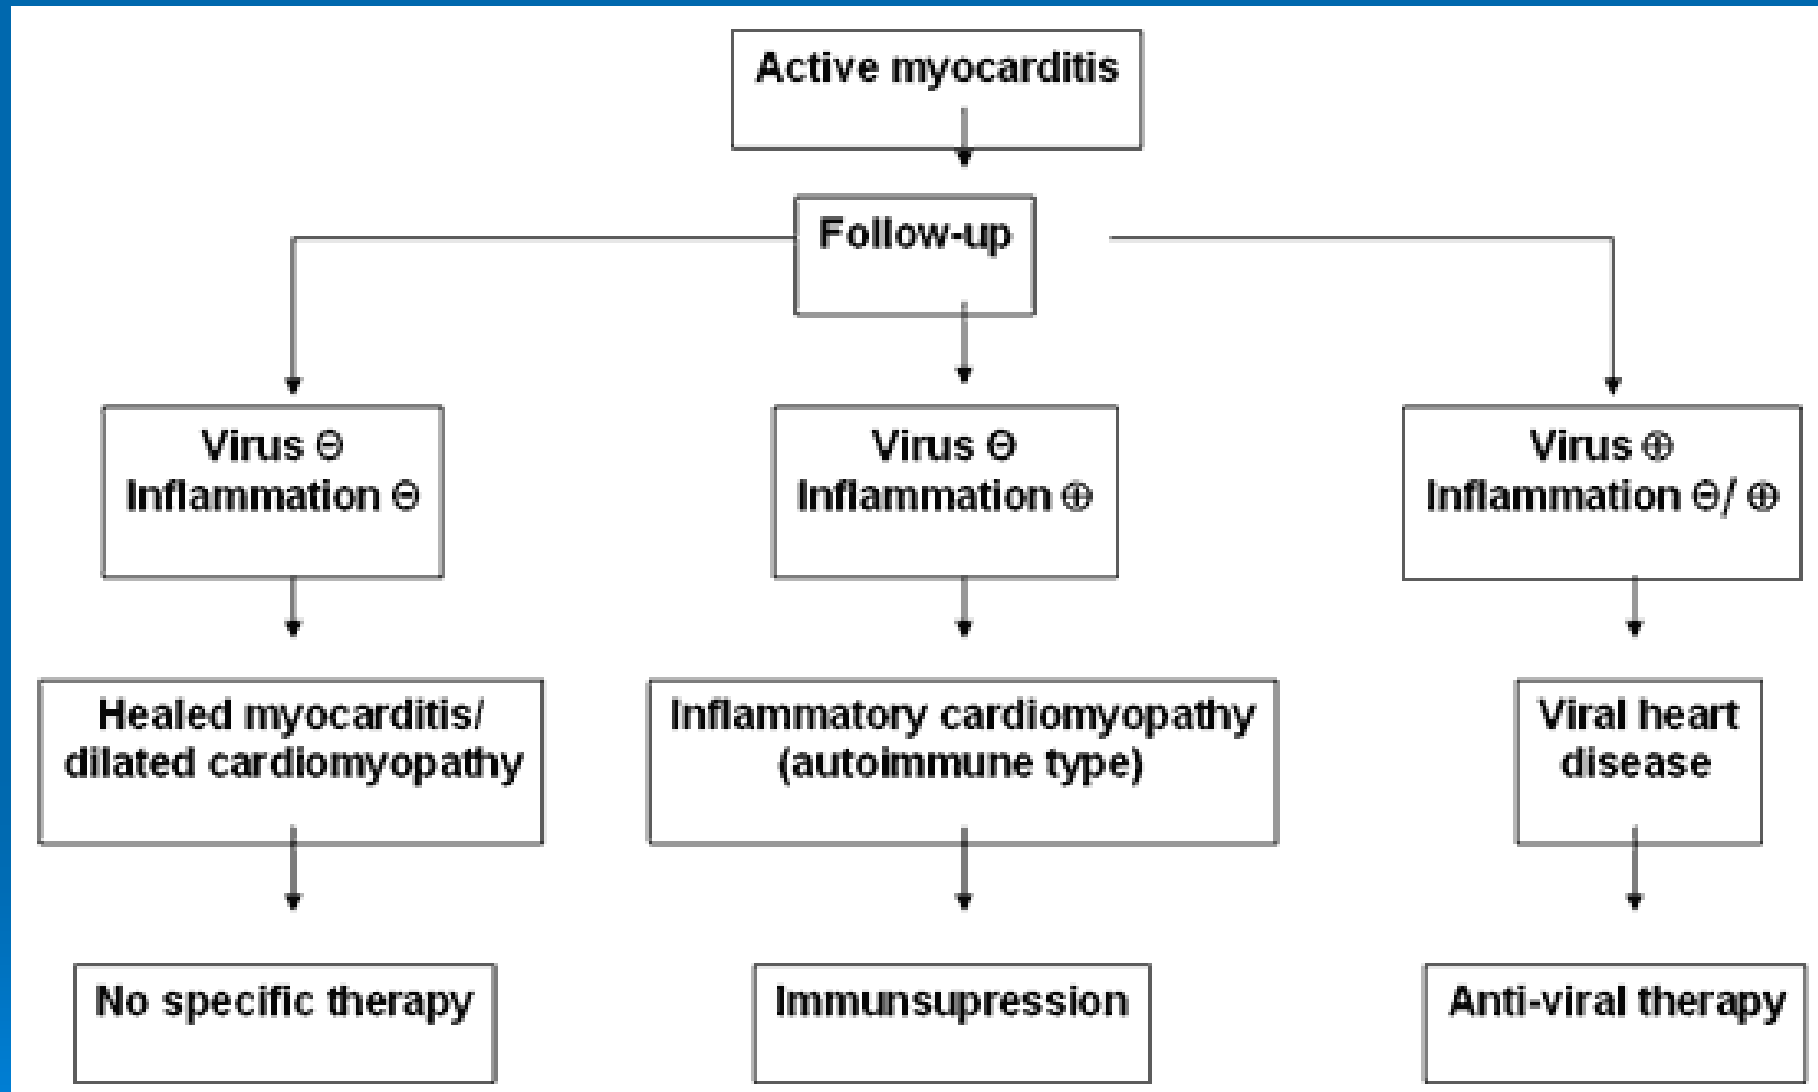 Active myocarditis
Follow-up
Virus Θ
Inflammation Θ
Virus Θ
Inflammation ⊕
Virus ⊕
Inflammation Θ/ ⊕
Healed myocarditis/
dilated cardiomyopathy
Inflammatory cardiomyopathy
(autoimmune type)
Viral heart
disease
No specific therapy
Immunsupression
Anti-viral therapy